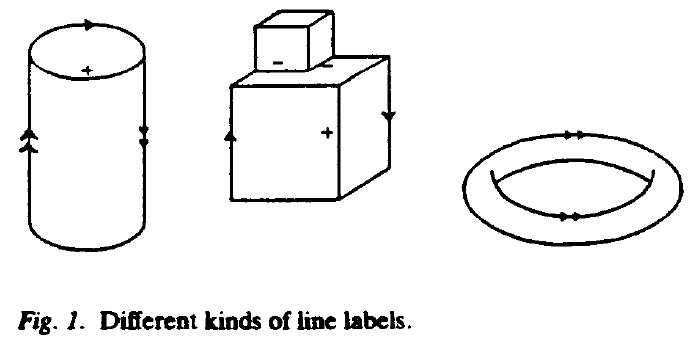 +
-
-
+
Fig. 1. Different kinds of line labels.